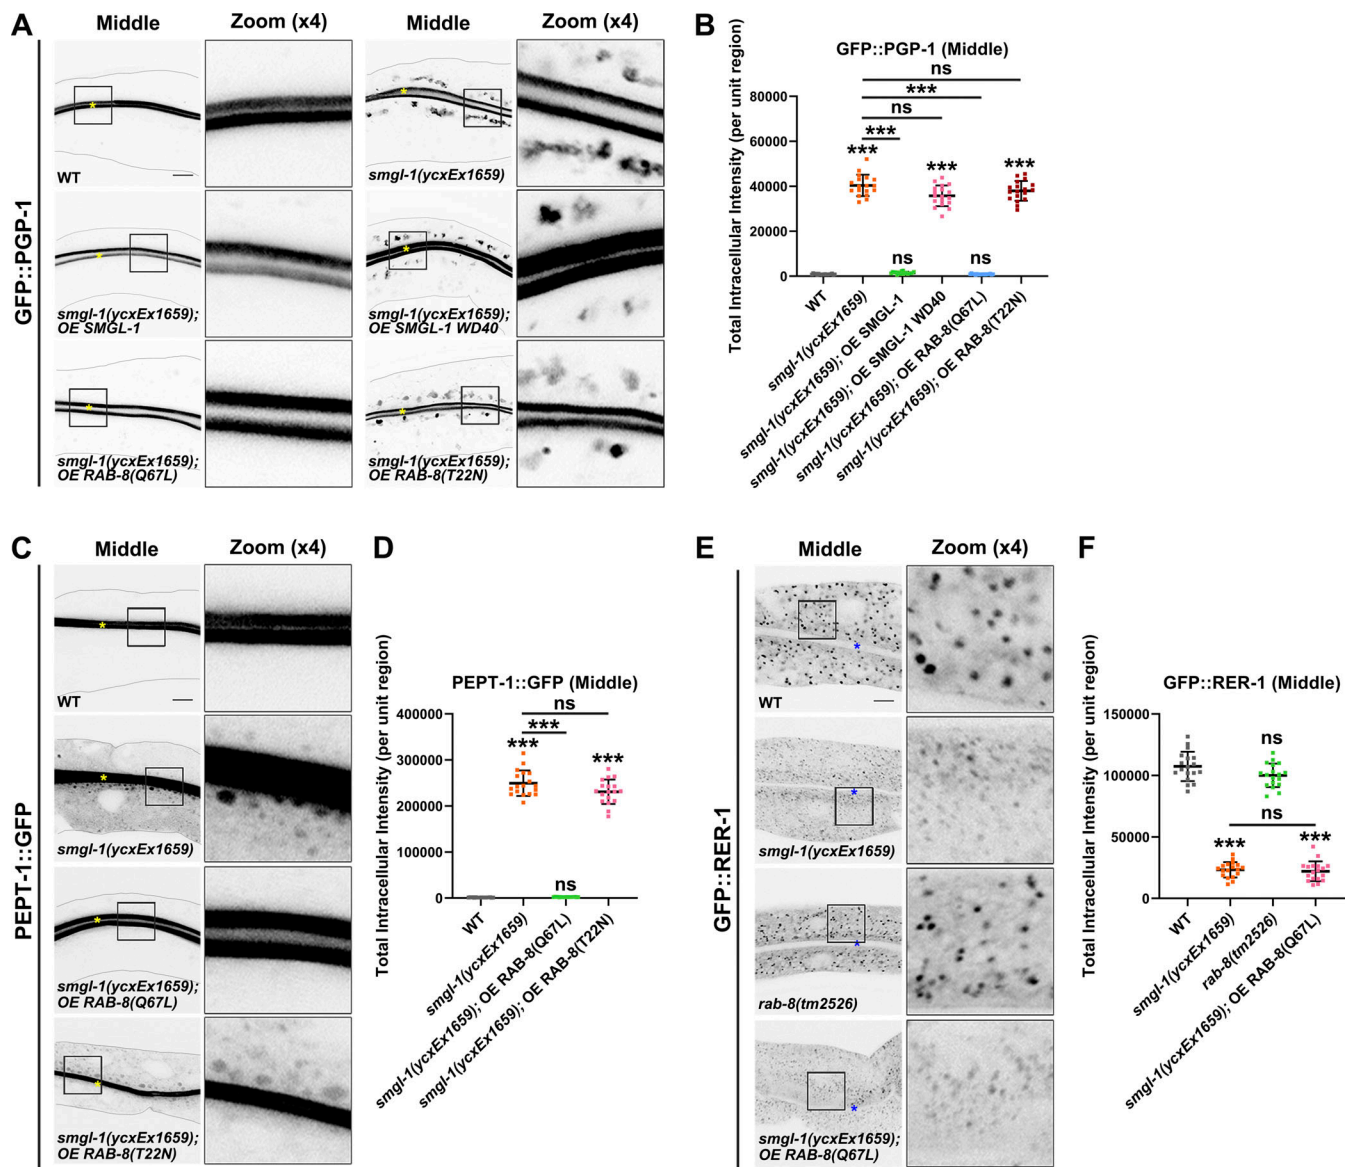 A
Middle
Zoom (x4)
Middle
Zoom (x4)
GFP::PGP-1
WT
smgl-1(ycxEx1659)
smgl-1(ycxEx1659);
OE SMGL-1
smgl-1(ycxEx1659);
OE SMGL-1 WD40
smgl-1(ycxEx1659);
OE RAB-8(Q67L)
smgl-1(ycxEx1659);
OE RAB-8(T22N)
B
GFP::PGP-1 (Middle)
Total Intracellular Intensity (per unit region)
80000
60000
40000
20000
0
ns
***
ns
***
***
ns
***
ns
***
WT
smgl-1(ycxEx1659)
smgl-1(ycxEx1659); OE SMGL-1
smgl-1(ycxEx1659); OE SMGL-1 WD40
smgl-1(ycxEx1659); OE RAB-8(Q67L)
smgl-1(ycxEx1659); OE RAB-8(T22N)
C
Middle
Zoom (x4)
PEPT-1::GFP
WT
smgl-1(ycxEx1659)
smgl-1(ycxEx1659);
OE RAB-8(Q67L)
smgl-1(ycxEx1659);
OE RAB-8(T22N)
D
PEPT-1::GFP (Middle)
Total Intracellular Intensity (per unit region)
400000
300000
200000
100000
0
ns
***
***
ns
***
WT
smgl-1(ycxEx1659)
smgl-1(ycxEx1659); OE RAB-8(Q67L)
smgl-1(ycxEx1659); OE RAB-8(T22N)
E
Middle
Zoom (x4)
GFP::RER-1
WT
smgl-1(ycxEx1659)
rab-8(tm2526)
smgl-1(ycxEx1659);
OE RAB-8(Q67L)
F
GFP::RER-1 (Middle)
Total Intracellular Intensity (per unit region)
150000
100000
50000
0
ns
ns
***
***
WT
smgl-1(ycxEx1659)
rab-8(tm2526)
smgl-1(ycxEx1659); OE RAB-8(Q67L)